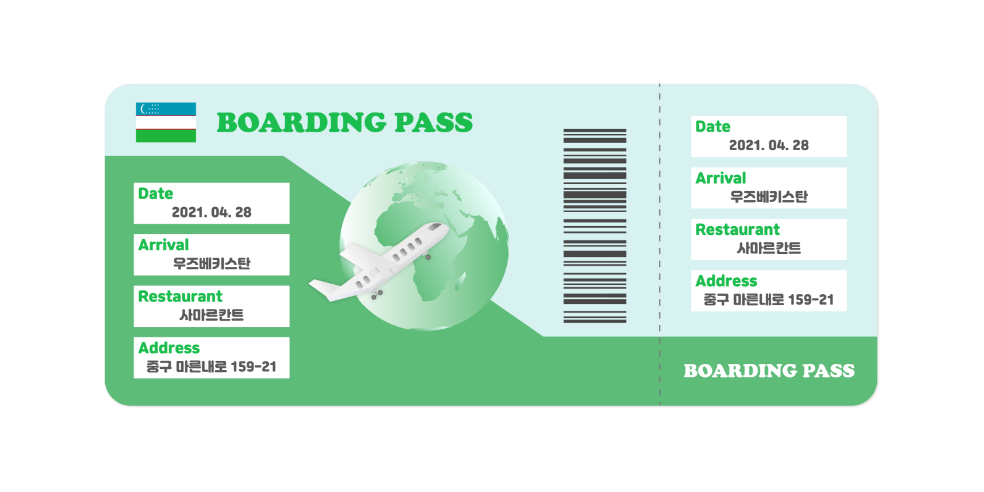 BOARDING PASS
Date
2021. 04. 28
Arrival
우즈베키스탄
Restaurant
사마르칸트
Address
중구 마른내로 159-21
Date
2021. 04. 28
Arrival
우즈베키스탄
Restaurant
사마르칸트
Address
중구 마른내로 159-21
BOARDING PASS